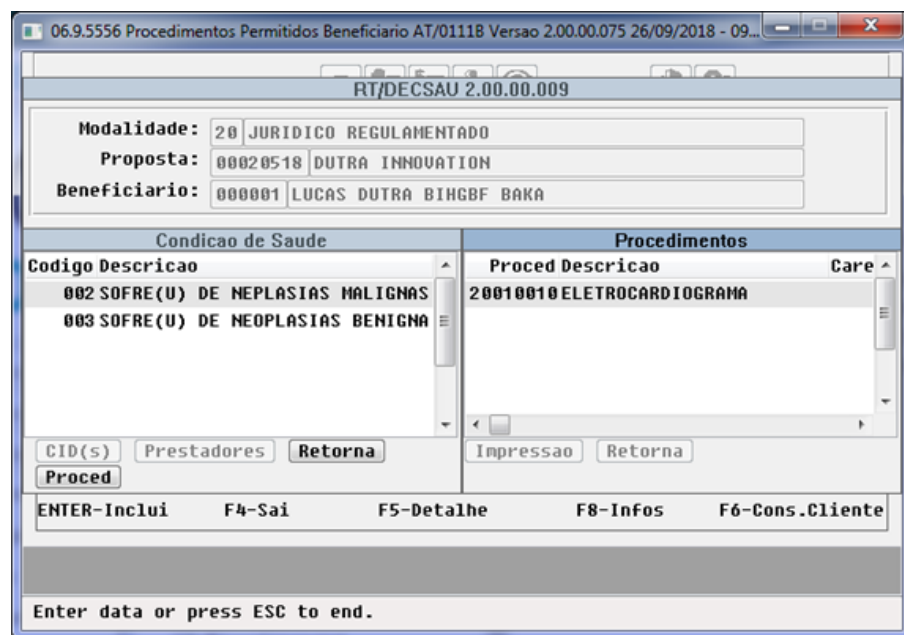 06.9.5556 Procedimentos Permitidos Beneficiario AT/0111B Versao 2.00.00.075 26/09/2018 - 09...
RT/DECSAU 2.00.00.009
Modalidade: 20 JURIDICO REGULAMENTADO
Proposta: 00020518 DUTRA INNOVATION
Beneficiario: 000001 LUCAS DUTRA BIHGBF BAKA
Condicao de Saude
Codigo Descricao
002 SOFRE(U) DE NEPLASIAS MALIGNAS
003 SOFRE(U) DE NEOPLASIAS BENIGNA
CID(s) Prestadores Retorna
Proced
Procedimentos
Proced Descricao Care
20010010 ELETROCARDIOGRAMA
Impressao Retorna
ENTER-Inclui F4-Sai F5-Detalhe F8-Infos F6-Cons.Cliente
Enter data or press ESC to end.